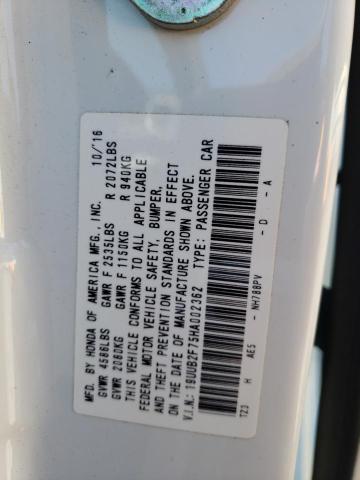 MFD. BY HONDA OF AMERICA MFG., INC. 10/'16
GVWR 4586LBS GAWR F 2535LBS R 2072LBS
GVWR 2080KG GAWR F 1150KG R 940KG
THIS VEHICLE CONFORMS TO ALL APPLICABLE
FEDERAL MOTOR VEHICLE SAFETY, BUMPER,
AND THEFT PREVENTION STANDARDS IN EFFECT
ON THE DATE OF MANUFACTURE SHOWN ABOVE.
V.I.N.: 19UUB2F75HA002362 TYPE: PASSENGER CAR
TZ3 H AE5 - NH788PV - D - A